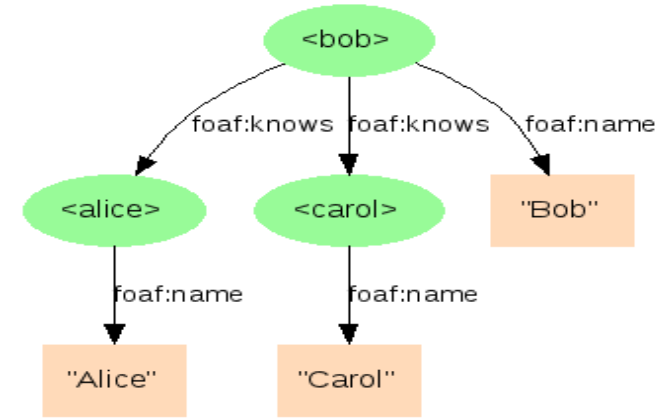 <bob>
foaf:knows foaf:knows foaf:name
<alice> <carol> "Bob"
foaf:name foaf:name
"Alice" "Carol"